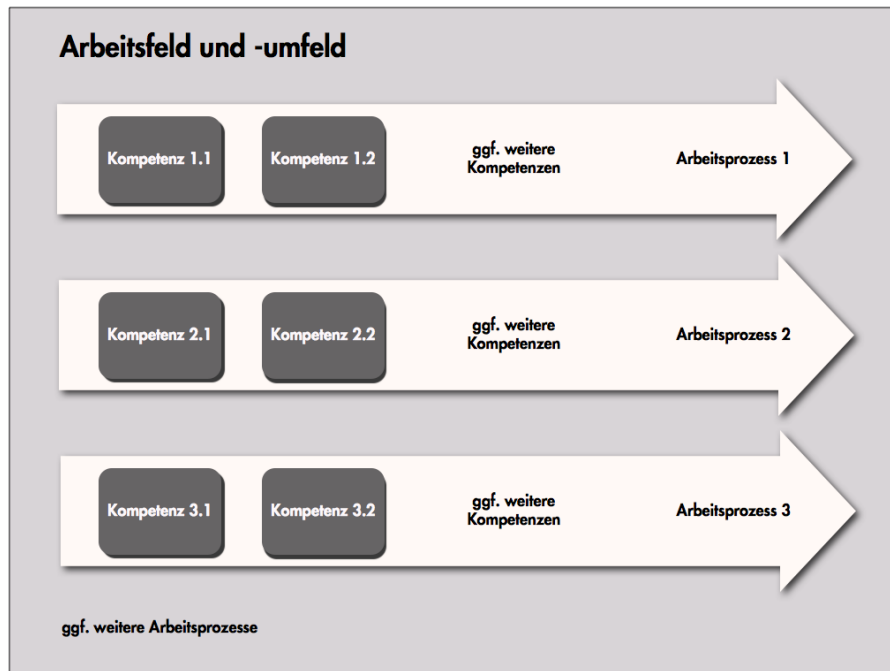 Arbeitsfeld und -umfeld
Kompetenz 1.1
Kompetenz 1.2
ggf. weitere
Kompetenzen
Arbeitsprozess 1
Kompetenz 2.1
Kompetenz 2.2
ggf. weitere
Kompetenzen
Arbeitsprozess 2
Kompetenz 3.1
Kompetenz 3.2
ggf. weitere
Kompetenzen
Arbeitsprozess 3
ggf. weitere Arbeitsprozesse